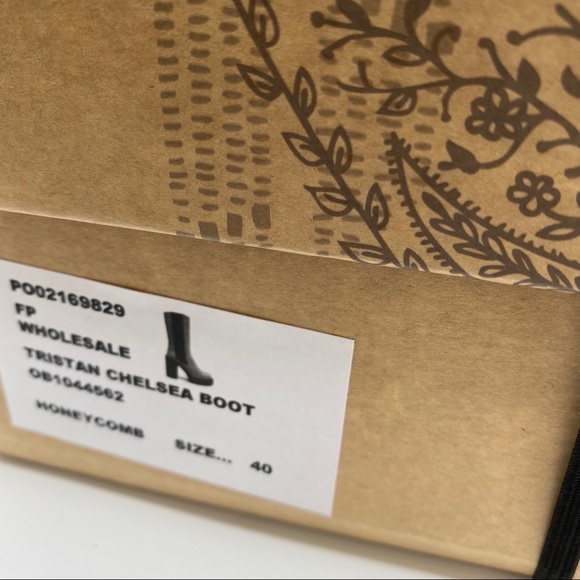 PO02169829
FP
WHOLESALE
TRISTAN CHELSEA BOOT
OB1044562
HONEYCOMB SIZE... 40